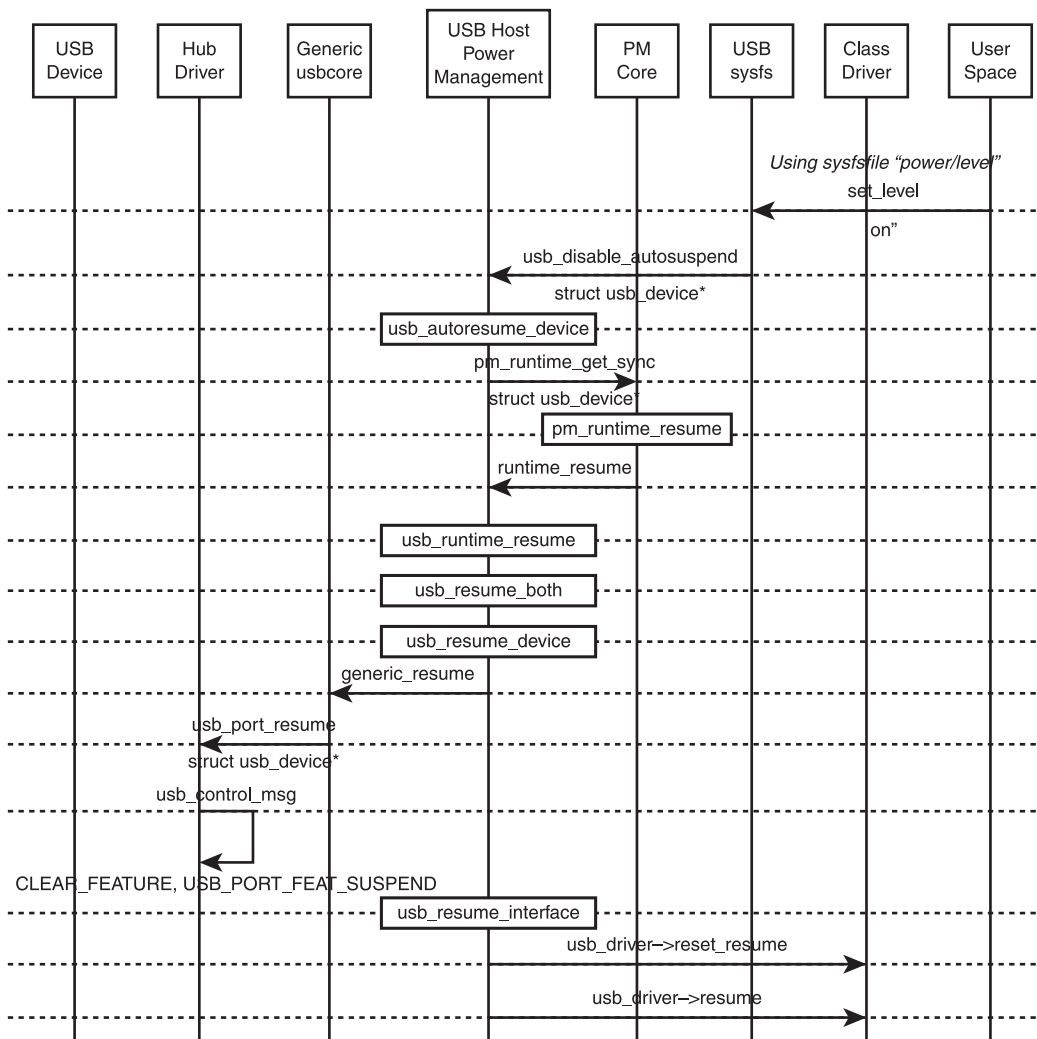 USB
Device
Hub
Driver
Generic
usbcore
USB Host
Power
Management
PM
Core
USB
sysfs
Class
Driver
User
Space
Using sysfsfile “power/level”
set_level
on”
usb_disable_autosuspend
struct usb_device*
usb_autoresume_device
pm_runtime_get_sync
struct usb_device*
pm_runtime_resume
runtime_resume
usb_runtime_resume
usb_resume_both
usb_resume_device
generic_resume
usb_port_resume
struct usb_device*
usb_control_msg
CLEAR_FEATURE, USB_PORT_FEAT_SUSPEND
usb_resume_interface
usb_driver–>reset_resume
usb_driver–>resume